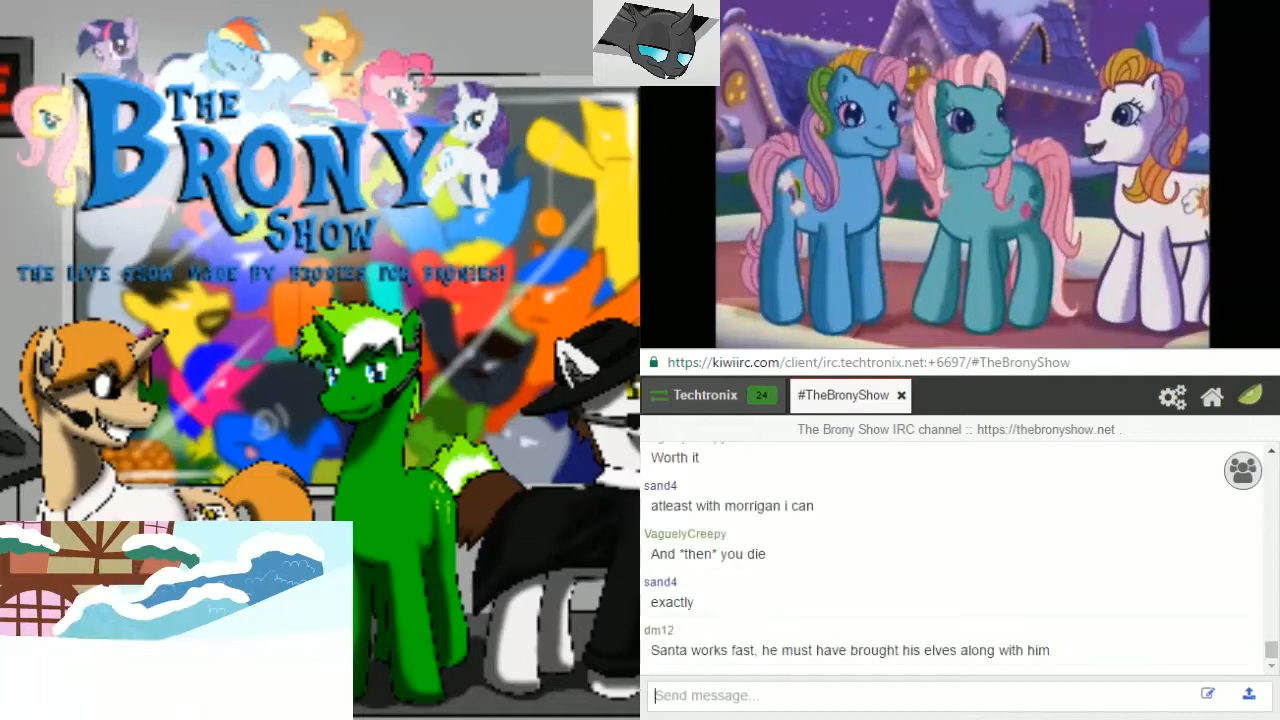 THE
BRONY
SHOW
THE LIVE SHOW MADE BY BRONIES FOR BRONIES!
https://kiwiirc.com/client/irc.techtronix.net:+6697/#TheBronyShow
Techtronix 24 #TheBronyShow
The Brony Show IRC channel :: https://thebronyshow.net .
Worth it
sand4
atleast with morrigan i can
VaguelyCreepy
And *then* you die
sand4
exactly
dm12
Santa works fast, he must have brought his elves along with him
Send message...